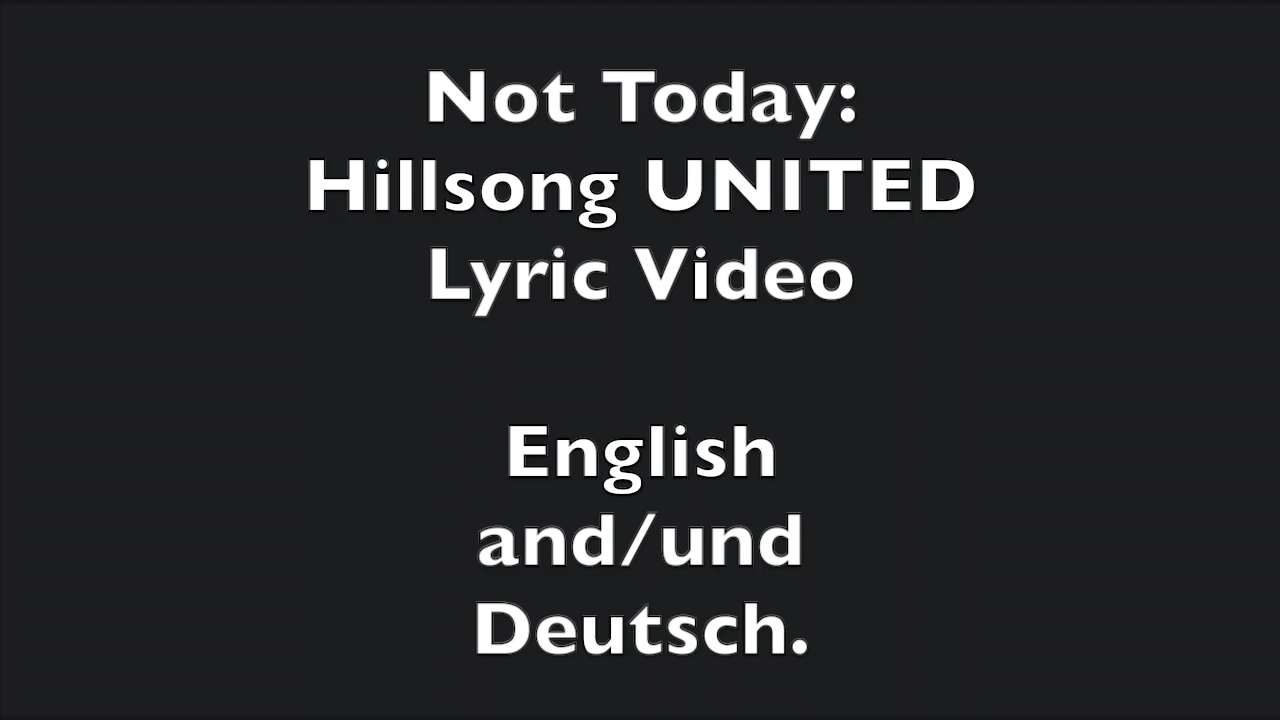 Not Today:
Hillsong UNITED
Lyric Video
English
and/und
Deutsch.